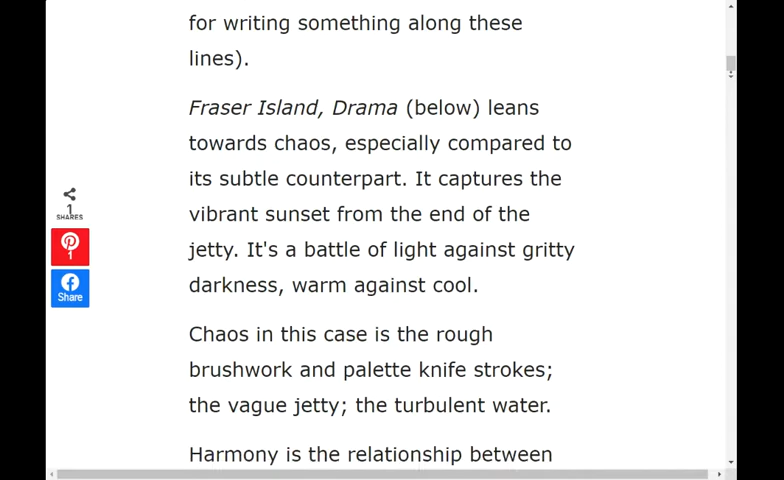 for writing something along these
lines).
Fraser Island, Drama (below) leans
towards chaos, especially compared to
its subtle counterpart. It captures the
vibrant sunset from the end of the
jetty. It's a battle of light against gritty
darkness, warm against cool.
Chaos in this case is the rough
brushwork and palette knife strokes;
the vague jetty; the turbulent water.
Harmony is the relationship between
1
SHARES
1
Share